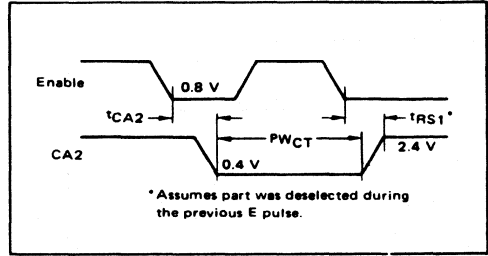 Enable
0.8 V
tCA2
tRS1*
PWCT
CA2
0.4 V
2.4 V
*Assumes part was deselected during
the previous E pulse.